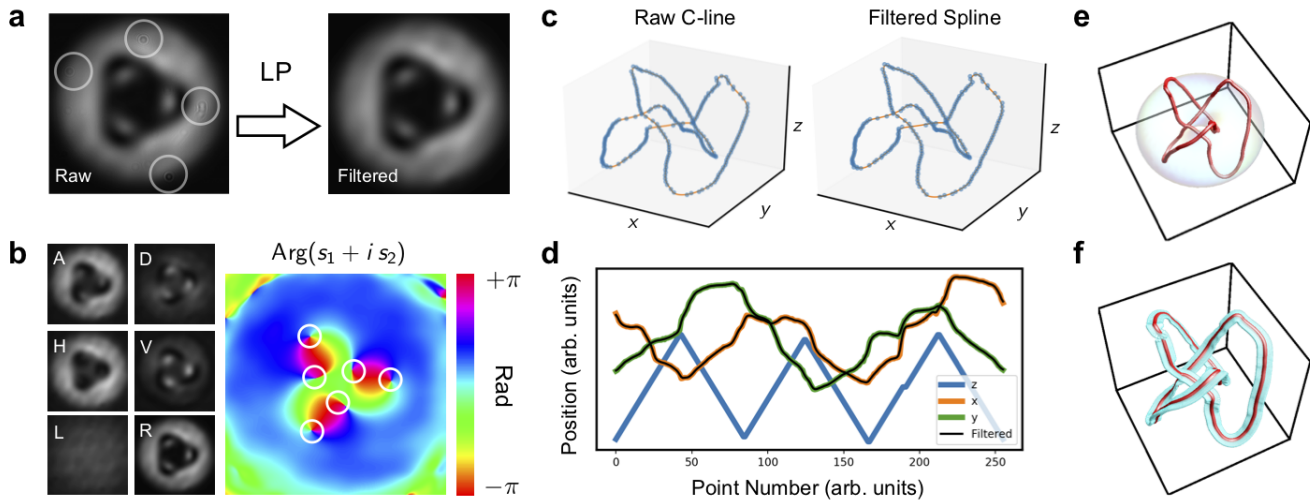 a
Raw
LP
Filtered
b
A
D
H
V
L
R
Arg(s₁ + i s₂)
+π
Rad
−π
c
Raw C-line
Filtered Spline
x
y
z
x
y
z
d
Position (arb. units)
z
x
y
Filtered
0
50
100
150
200
250
Point Number (arb. units)
e
f